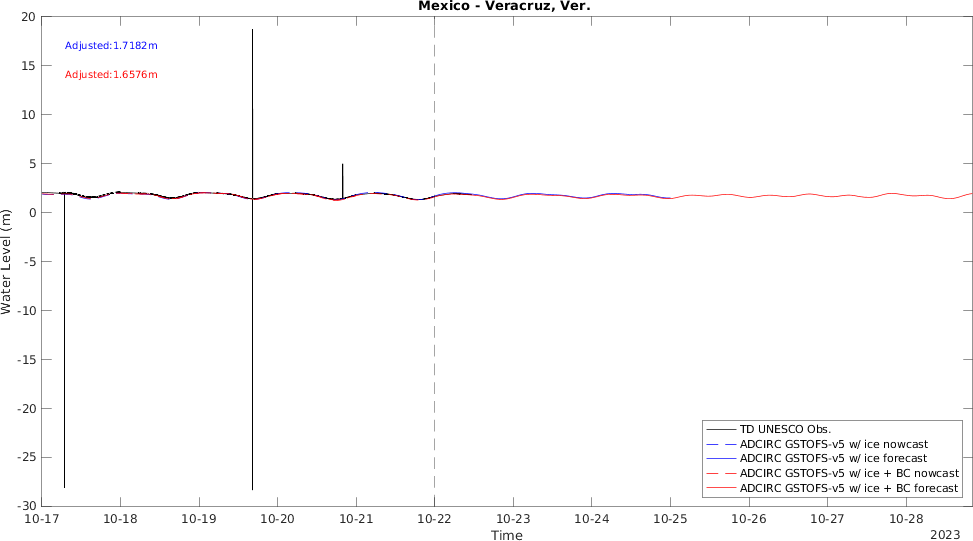 Mexico - Veracruz, Ver.
20
15
10
5
0
-5
-10
-15
-20
-25
-30
Water Level (m)
Adjusted:1.7182m
Adjusted:1.6576m
TD UNESCO Obs.
ADCIRC GSTOFS-v5 w/ ice nowcast
ADCIRC GSTOFS-v5 w/ ice forecast
ADCIRC GSTOFS-v5 w/ ice + BC nowcast
ADCIRC GSTOFS-v5 w/ ice + BC forecast
10-17 10-18 10-19 10-20 10-21 10-22 10-23 10-24 10-25 10-26 10-27 10-28
Time
2023